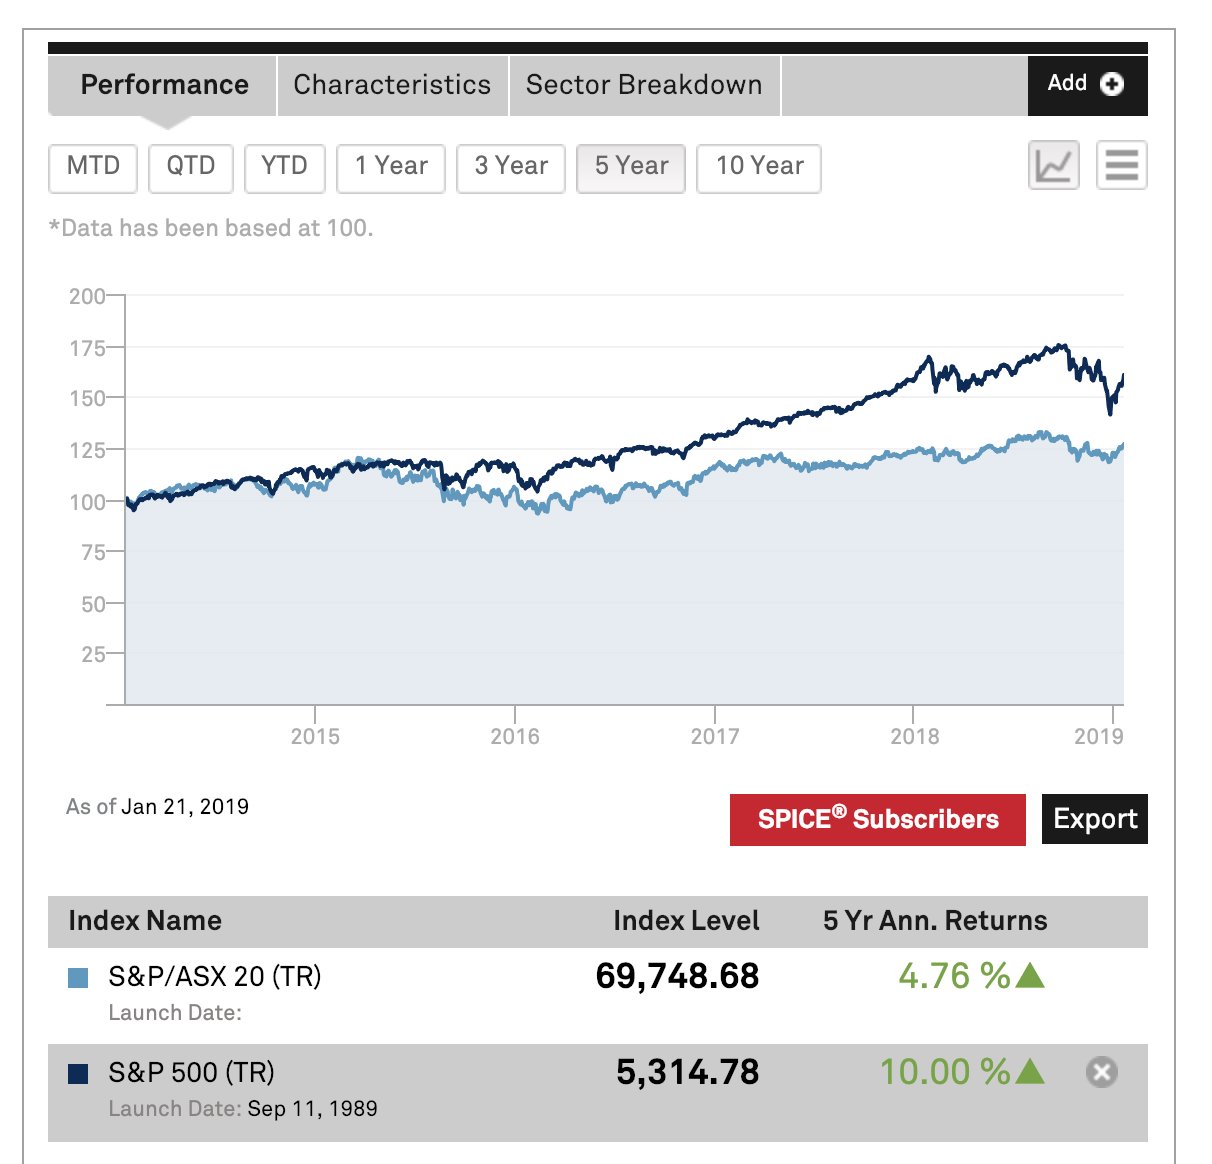 Performance Characteristics Sector Breakdown Add
MTD QTD YTD 1 Year 3 Year 5 Year 10 Year
*Data has been based at 100.
200
175
150
125
100
75
50
25
2015 2016 2017 2018 2019
As of Jan 21, 2019 SPICE® Subscribers Export
Index Name Index Level 5 Yr Ann. Returns
S&P/ASX 20 (TR) 69,748.68 4.76 %
Launch Date:
S&P 500 (TR) 5,314.78 10.00 %
Launch Date: Sep 11, 1989